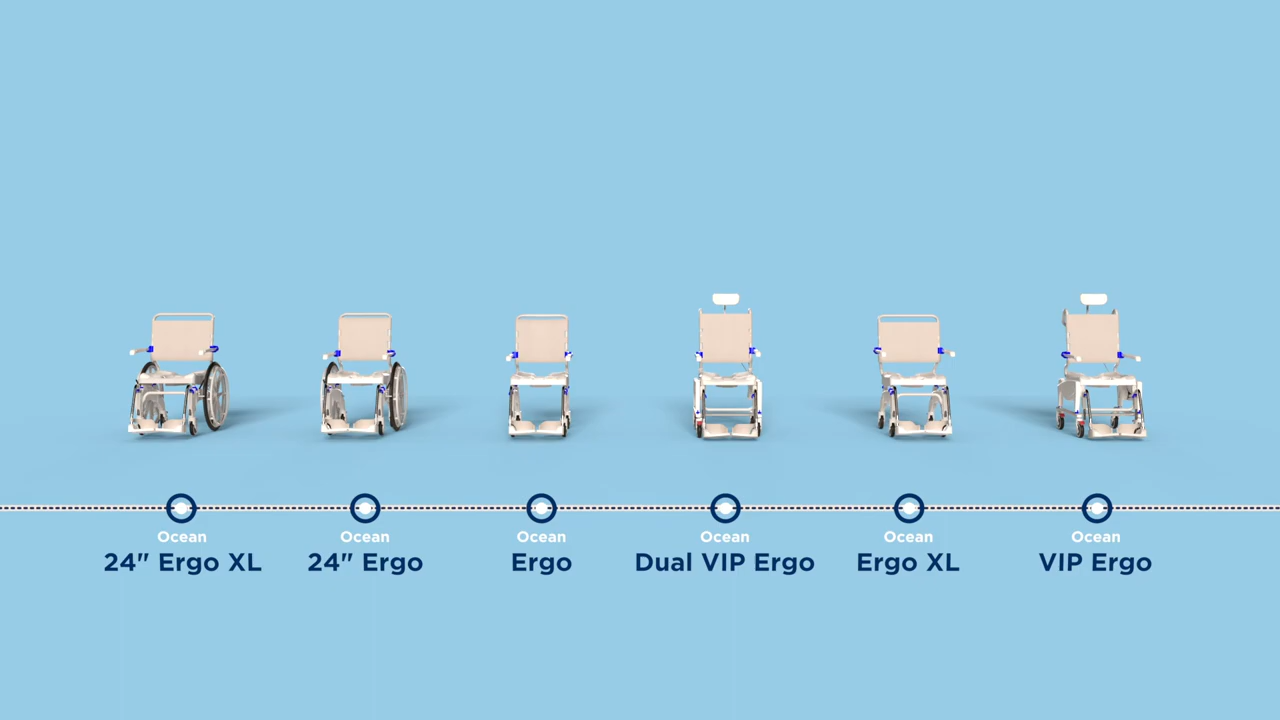 Ocean
24" Ergo XL
Ocean
24" Ergo
Ocean
Ergo
Ocean
Dual VIP Ergo
Ocean
Ergo XL
Ocean
VIP Ergo